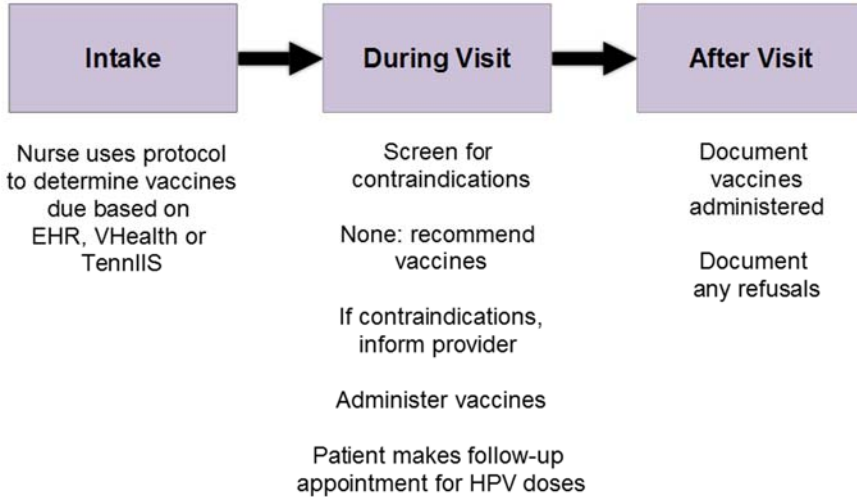 Intake
During Visit
After Visit
Nurse uses protocol
to determine vaccines
due based on
EHR, VHealth or
TennIIS
Screen for
contraindications
None: recommend
vaccines
If contraindications,
inform provider
Administer vaccines
Patient makes follow-up
appointment for HPV doses
Document
vaccines
administered
Document
any refusals